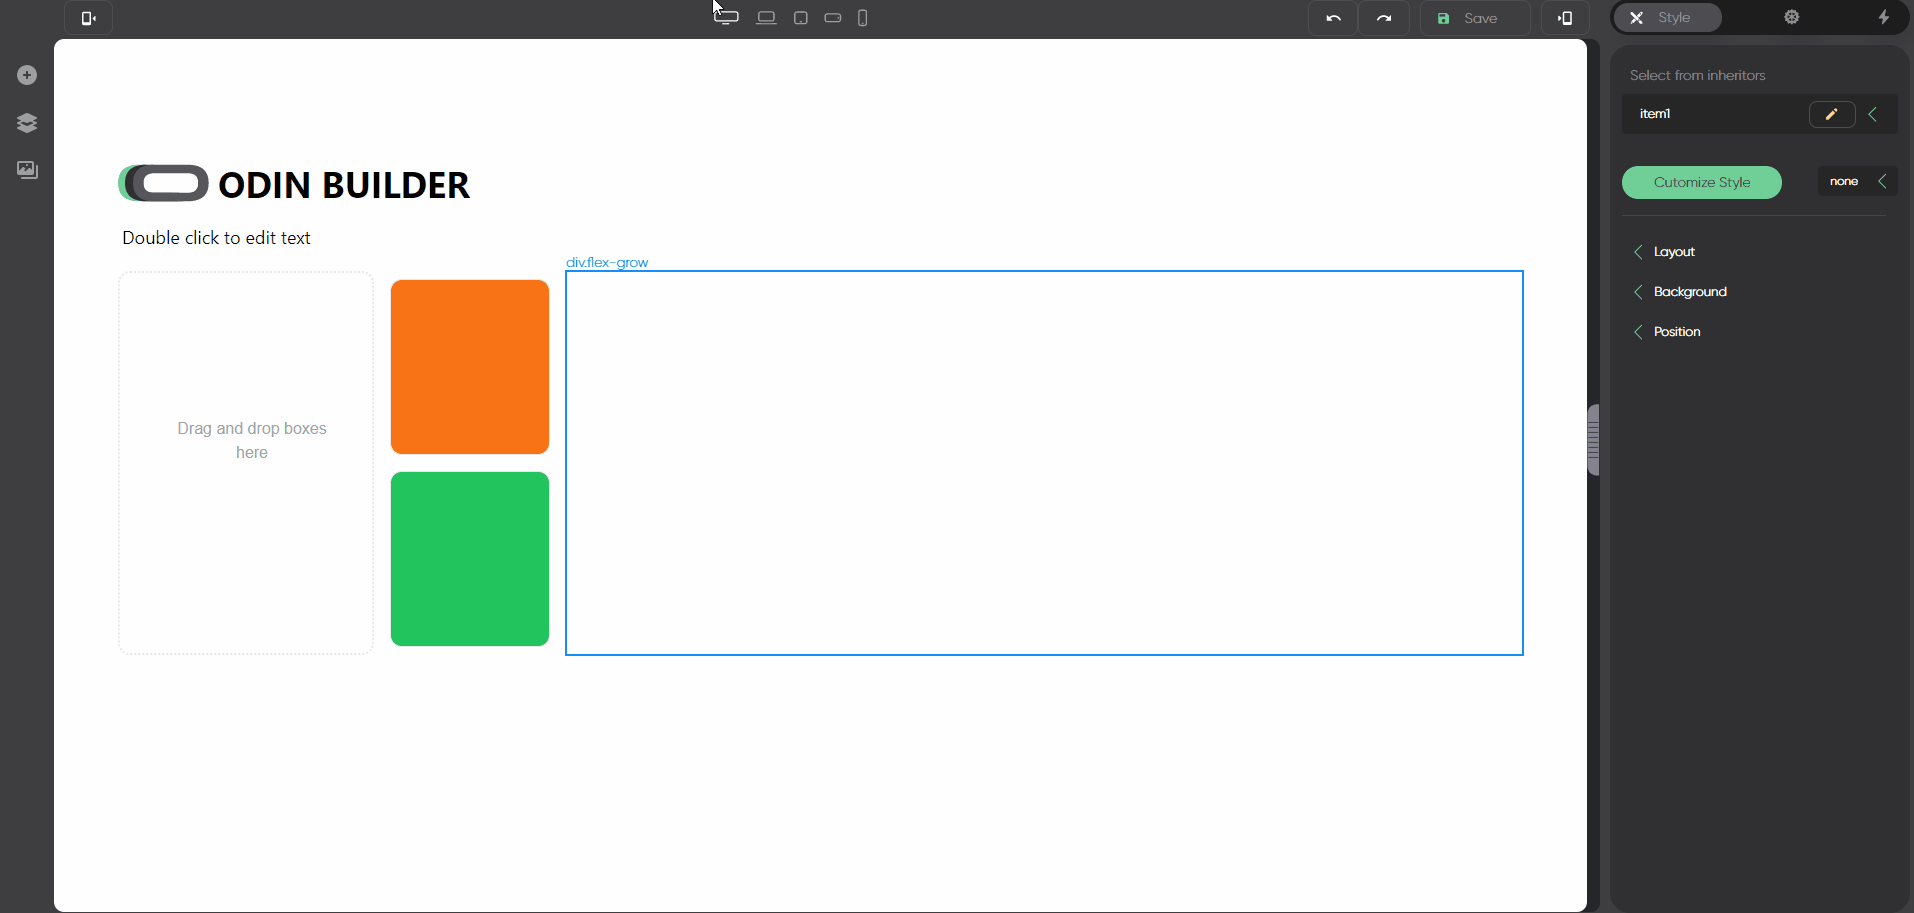 Save
Style
Select from inheritors
item1
Cutomize Style
none
Layout
Background
Position
ODIN BUILDER
Double click to edit text
div.flex-grow
Drag and drop boxes
here